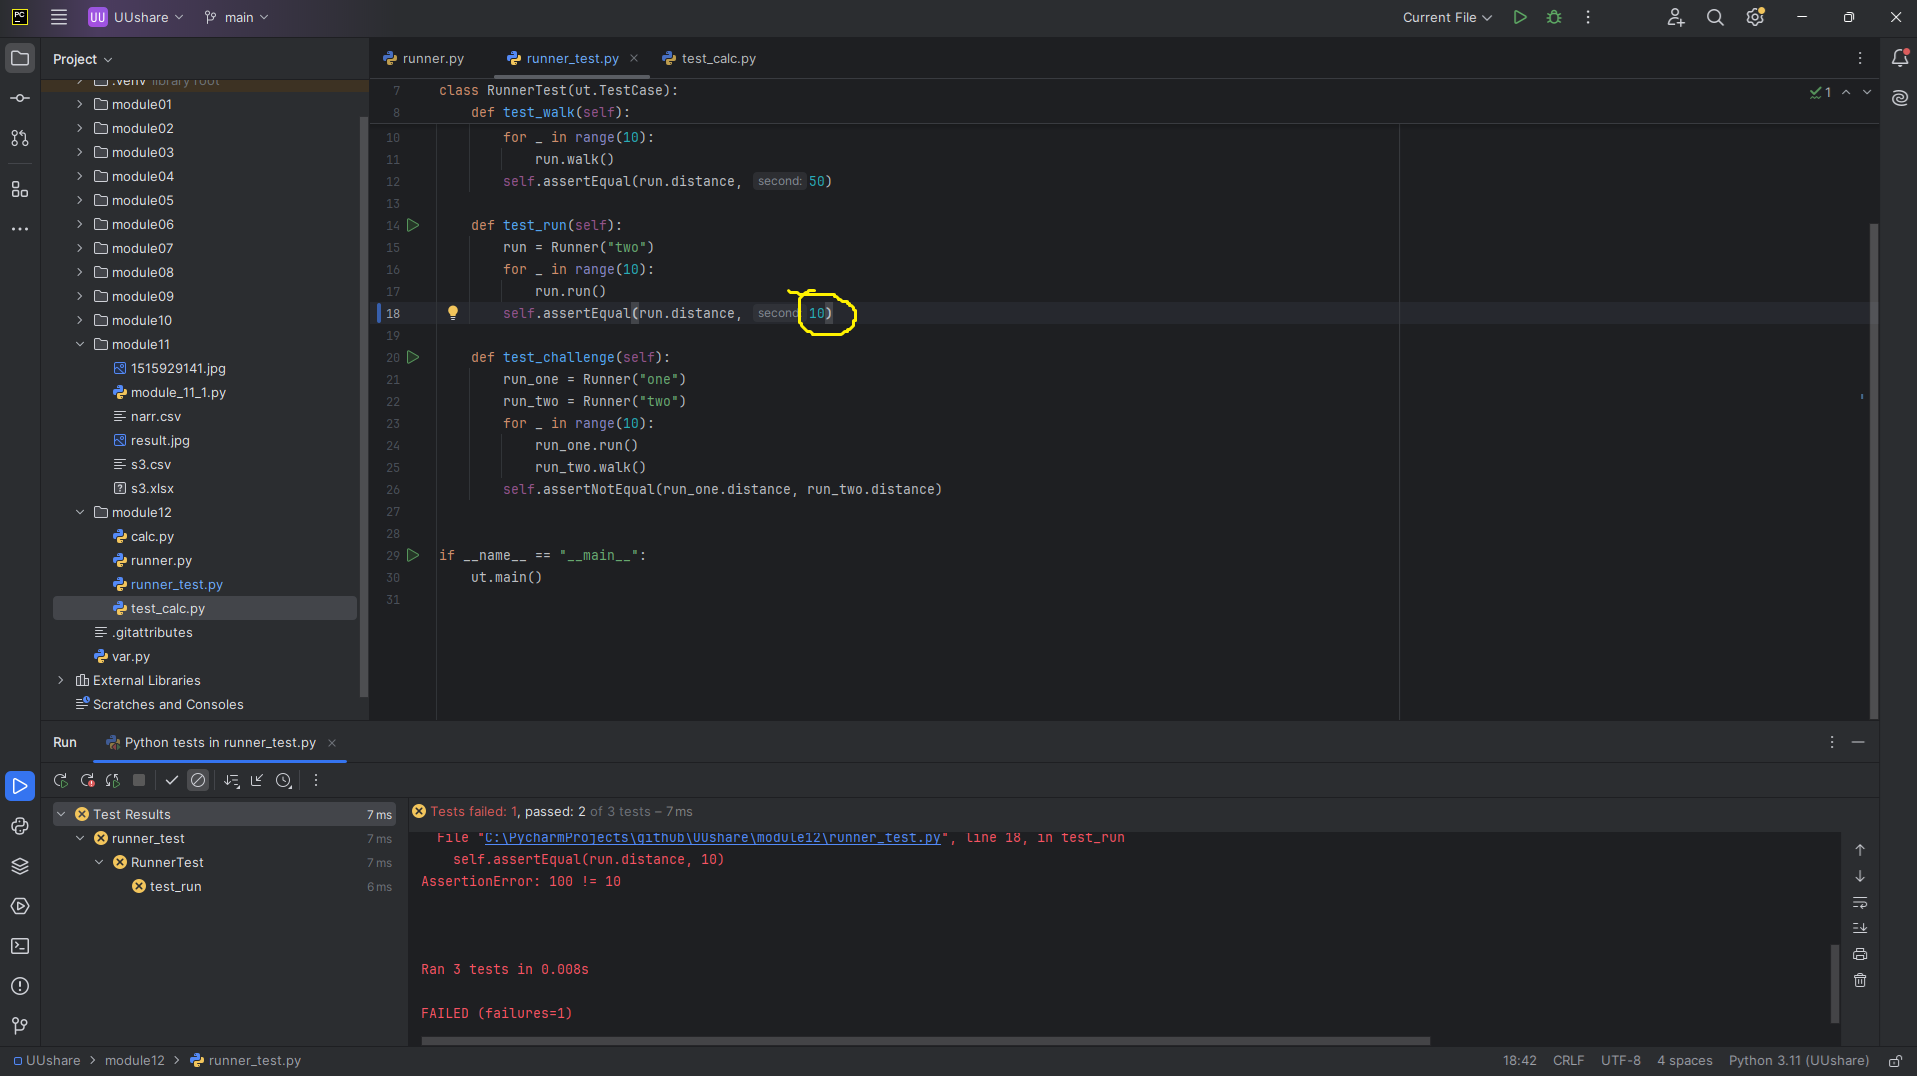 PC UU UUshare main Current File
Project
.venv library root
module01
module02
module03
module04
module05
module06
module07
module08
module09
module10
module11
1515929141.jpg
module_11_1.py
narr.csv
result.jpg
s3.csv
s3.xlsx
module12
calc.py
runner.py
runner_test.py
test_calc.py
.gitattributes
var.py
External Libraries
Scratches and Consoles
runner.py runner_test.py test_calc.py
1
7 class RunnerTest(ut.TestCase):
8 def test_walk(self):
10 for _ in range(10):
11 run.walk()
12 self.assertEqual(run.distance, second: 50)
13
14 def test_run(self):
15 run = Runner("two")
16 for _ in range(10):
17 run.run()
18 self.assertEqual(run.distance, second 10)
19
20 def test_challenge(self):
21 run_one = Runner("one")
22 run_two = Runner("two")
23 for _ in range(10):
24 run_one.run()
25 run_two.walk()
26 self.assertNotEqual(run_one.distance, run_two.distance)
27
28
29 if __name__ == "__main__":
30 ut.main()
31
Run Python tests in runner_test.py
Test Results 7 ms
runner_test 7 ms
RunnerTest 7 ms
test_run 6 ms
Tests failed: 1, passed: 2 of 3 tests – 7 ms
File "C:\PycharmProjects\github\UUshare\module12\runner_test.py", line 18, in test_run
self.assertEqual(run.distance, 10)
AssertionError: 100 != 10
Ran 3 tests in 0.008s
FAILED (failures=1)
UUshare module12 runner_test.py 18:42 CRLF UTF-8 4 spaces Python 3.11 (UUshare)